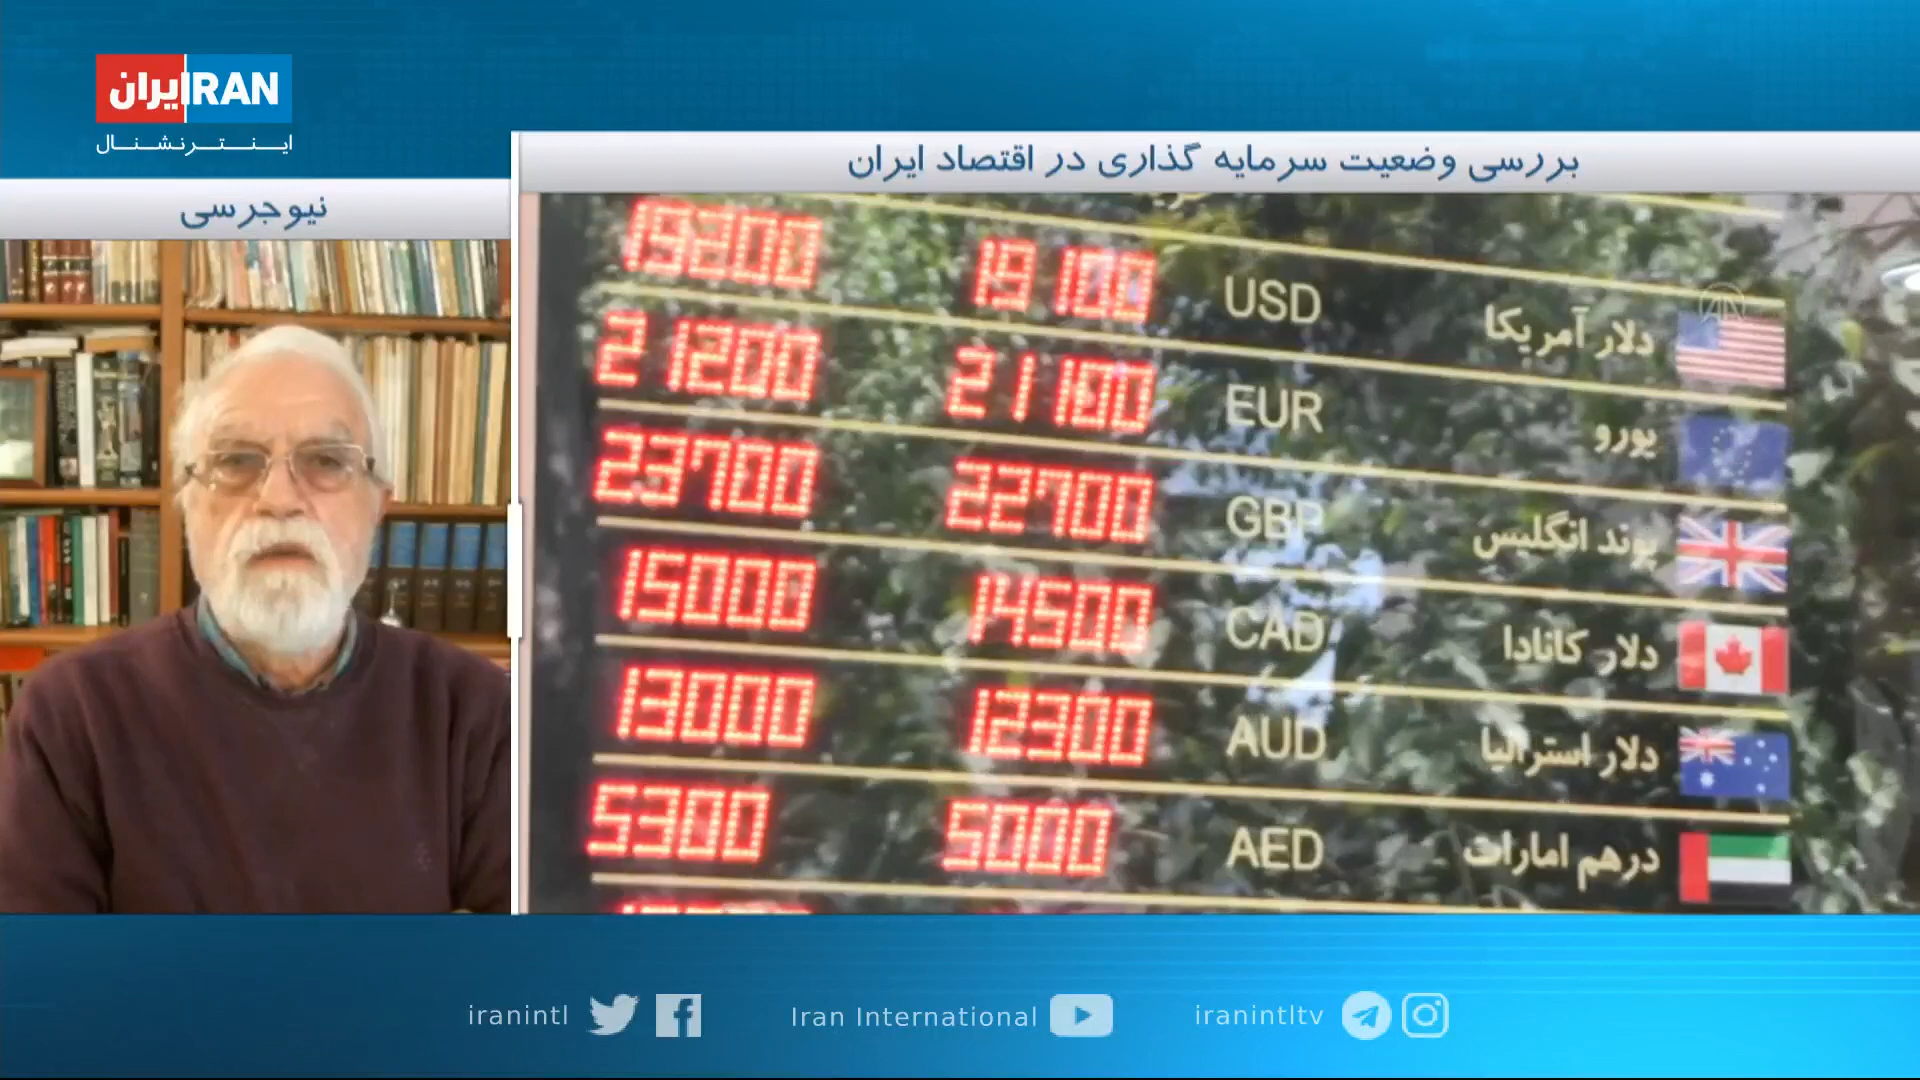 ایران IRAN
اینترنشنال
بررسی وضعیت سرمایه گذاری در اقتصاد ایران
نیوجرسی
19200 19100 USD دلار آمریکا
21200 21100 EUR یورو
23700 22700 GBP پوند انگلیس
15000 14500 CAD دلار کانادا
13000 12300 AUD دلار استرالیا
5300 5000 AED درهم امارات
iranintl
Iran International
iranintltv